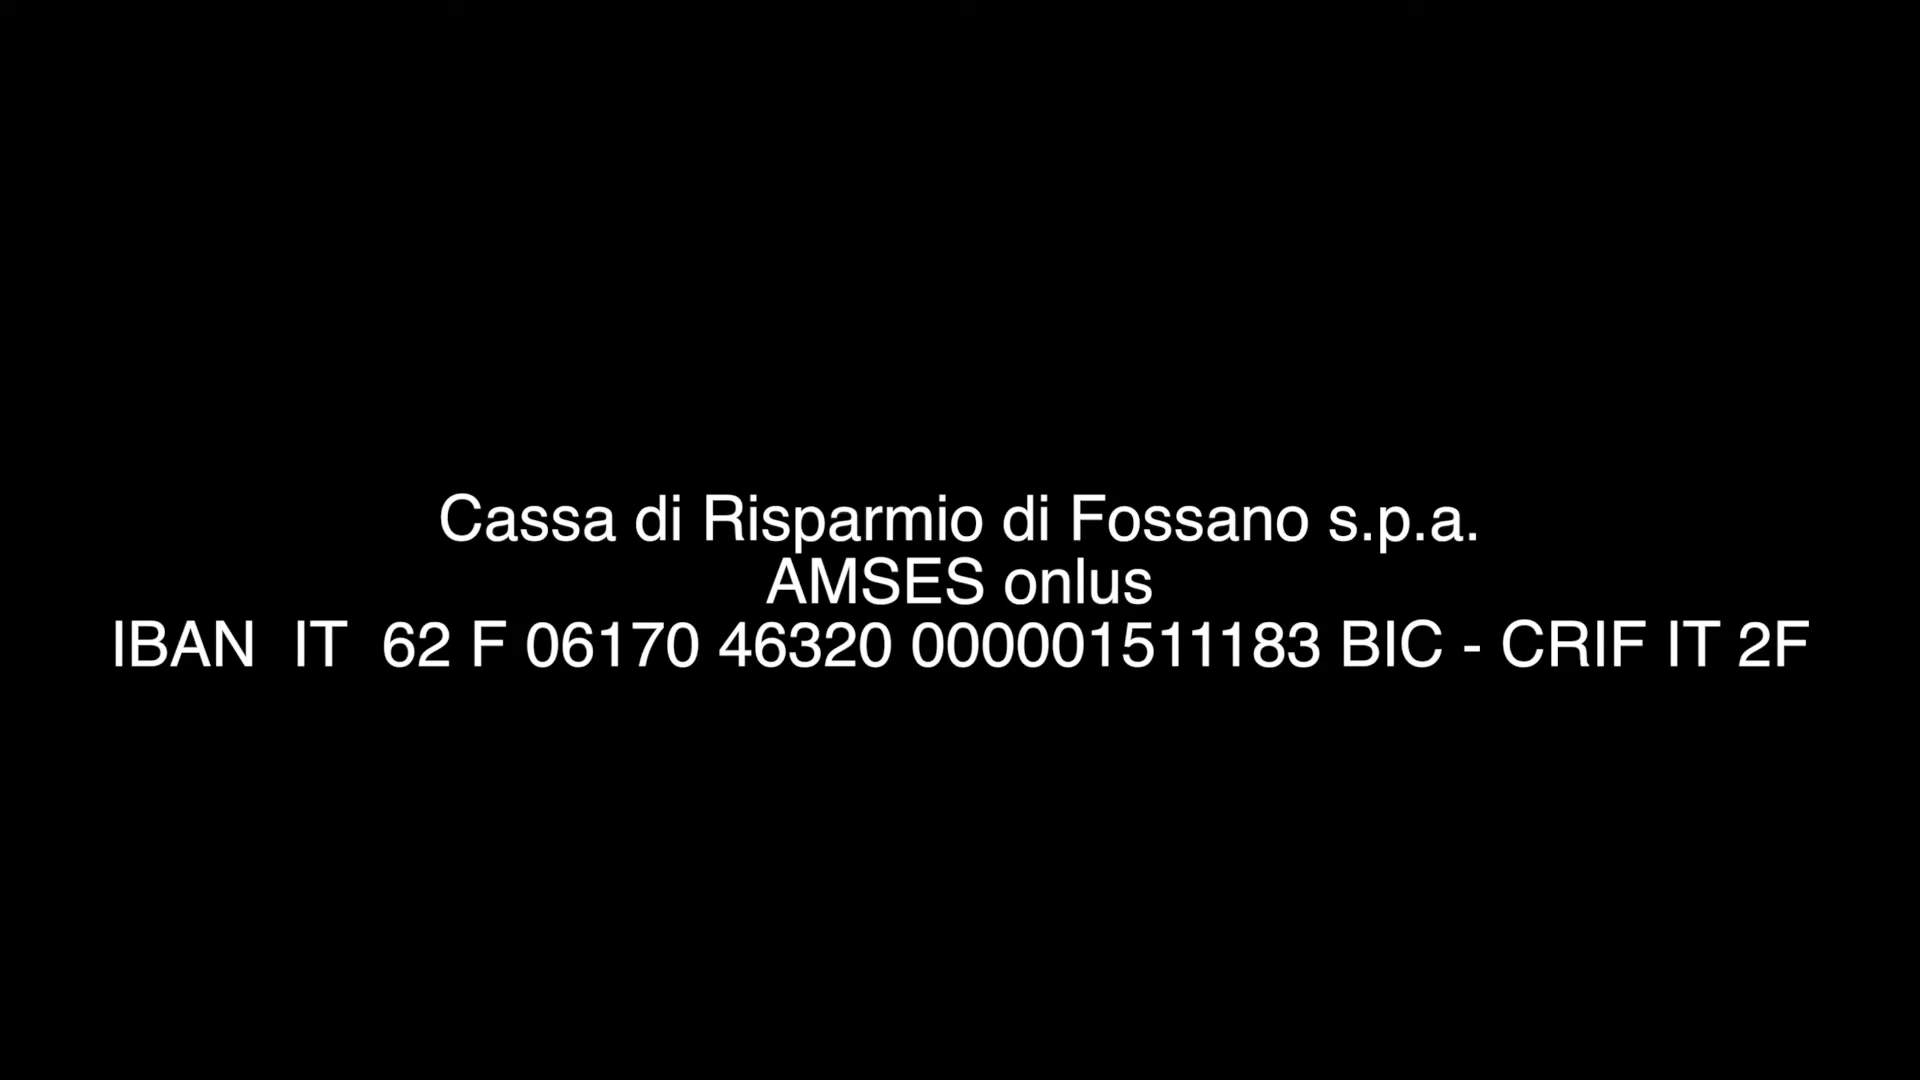 Cassa di Risparmio di Fossano s.p.a.
AMSES onlus
IBAN  IT  62 F 06170 46320 000001511183 BIC - CRIF IT 2F